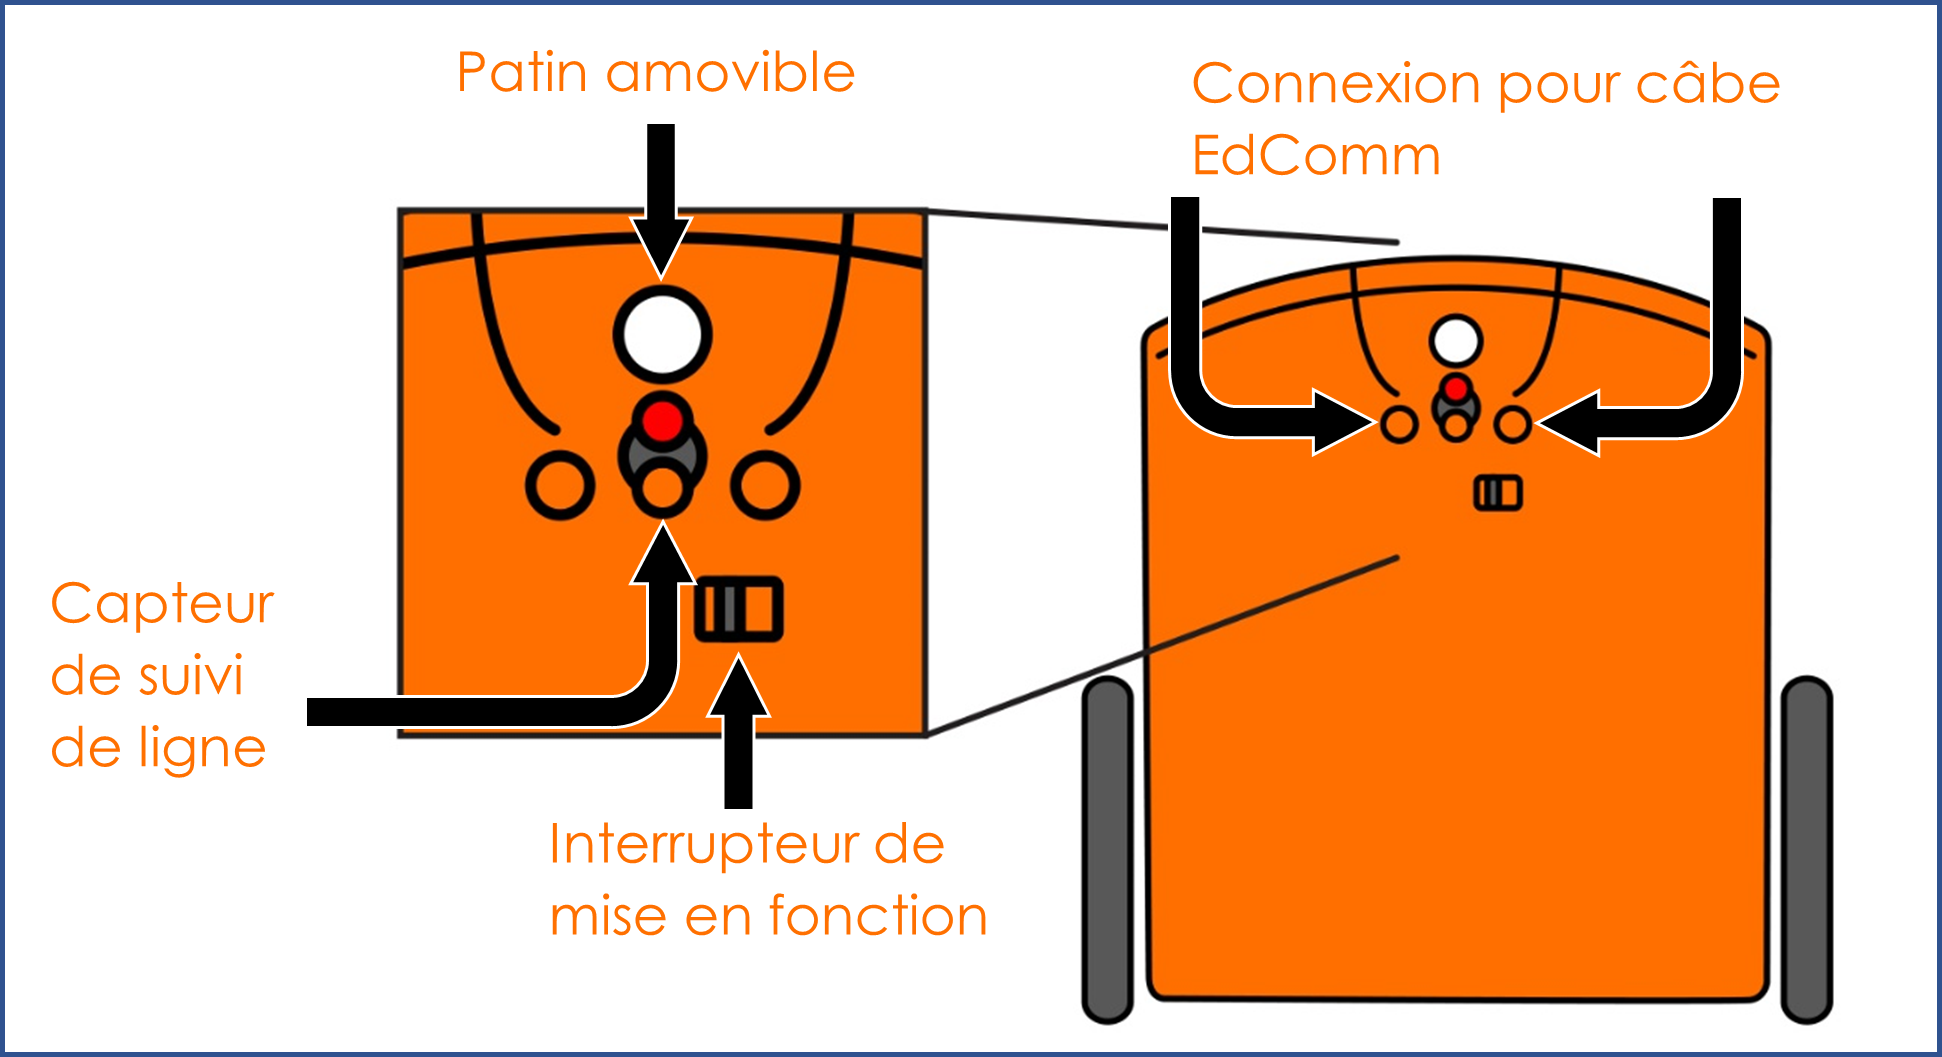 Patin amovible
Connexion pour câbe
EdComm
Capteur
de suivi
de ligne
Interrupteur de
mise en fonction